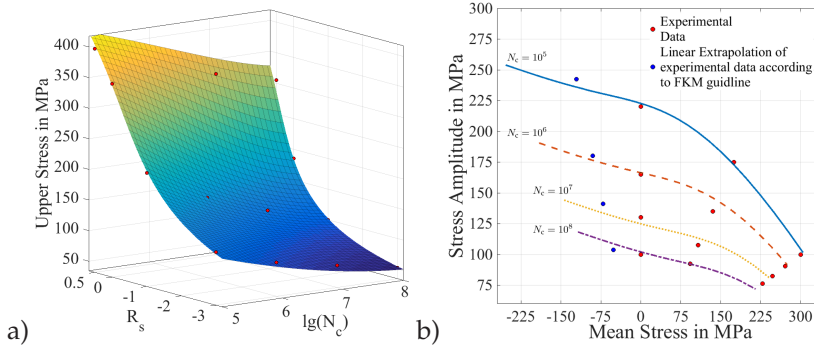 a)
Upper Stress in MPa
400
350
300
250
200
150
100
50
0.5
0
-1
-2
-3
R_s
5
6
7
8
lg(N_c)
b)
Stress Amplitude in MPa
300
275
250
225
200
175
150
125
100
75
-225
-150
-75
0
75
150
225
300
Mean Stress in MPa
Experimental
Data
Linear Extrapolation of
experimental data according
to FKM guidline
N_c = 10^5
N_c = 10^6
N_c = 10^7
N_c = 10^8